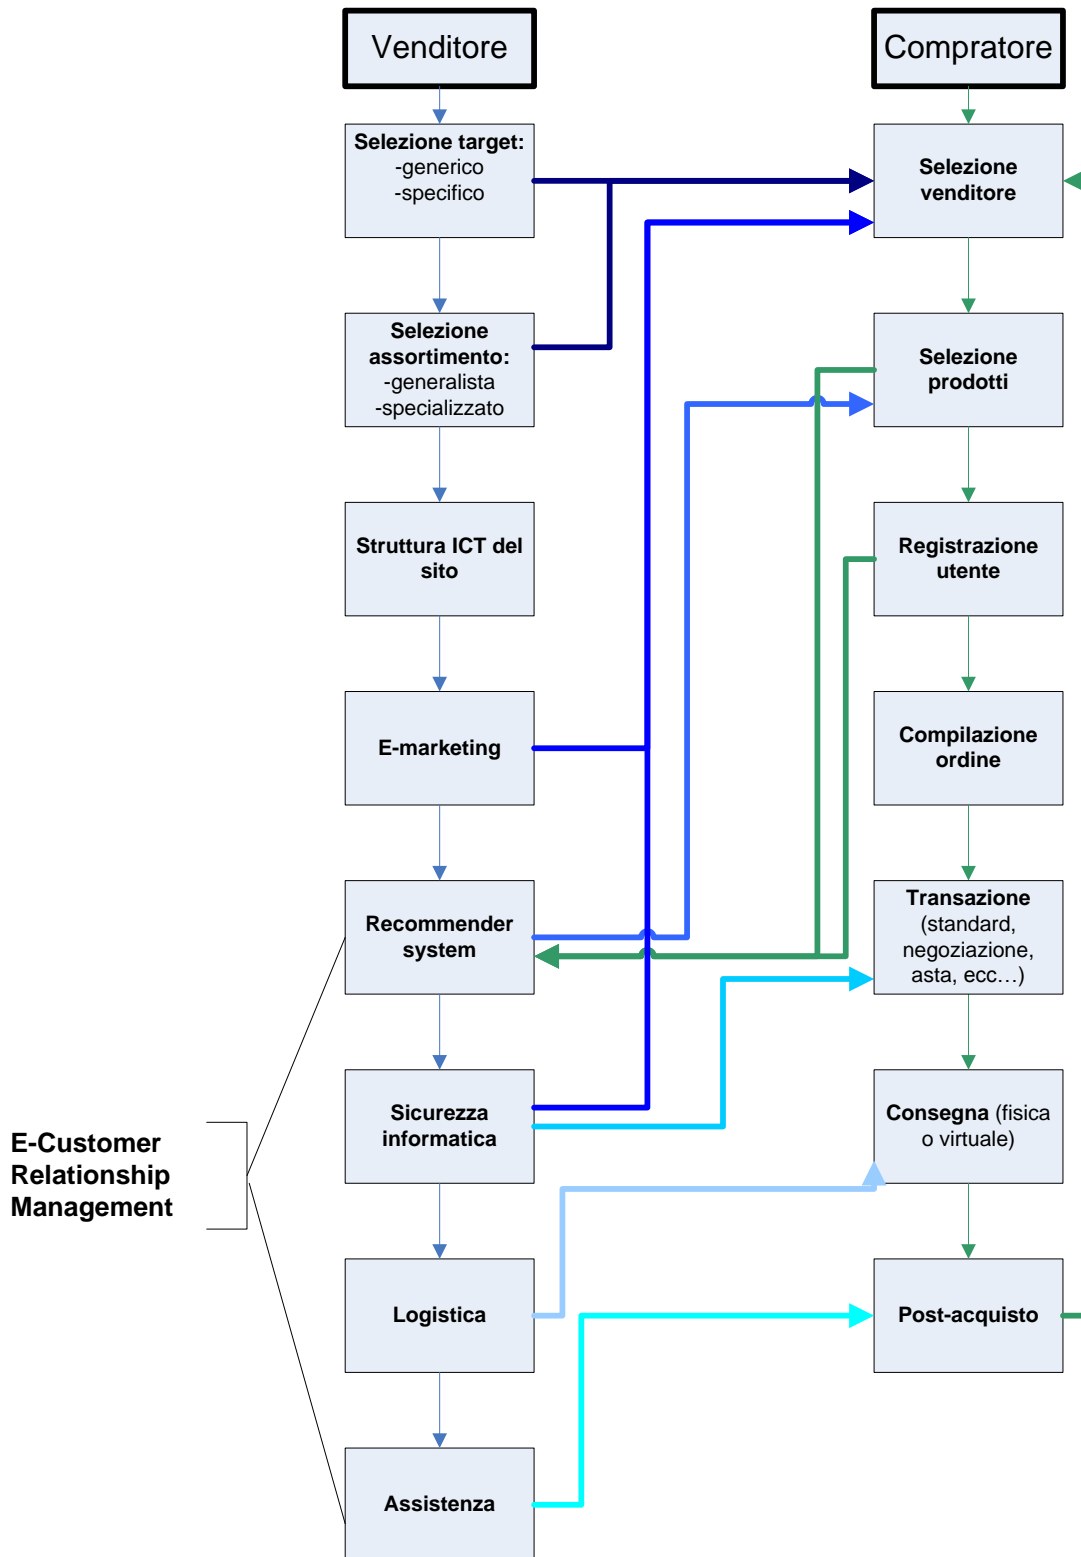 Venditore
Selezione target:
-generico
-specifico
Selezione
assortimento:
-generalista
-specializzato
Struttura ICT del
sito
E-marketing
Recommender
system
Sicurezza
informatica
Logistica
Assistenza
E-Customer
Relationship
Management
Compratore
Selezione
venditore
Selezione
prodotti
Registrazione
utente
Compilazione
ordine
Transazione
(standard,
negoziazione,
asta, ecc…)
Consegna (fisica
o virtuale)
Post-acquisto